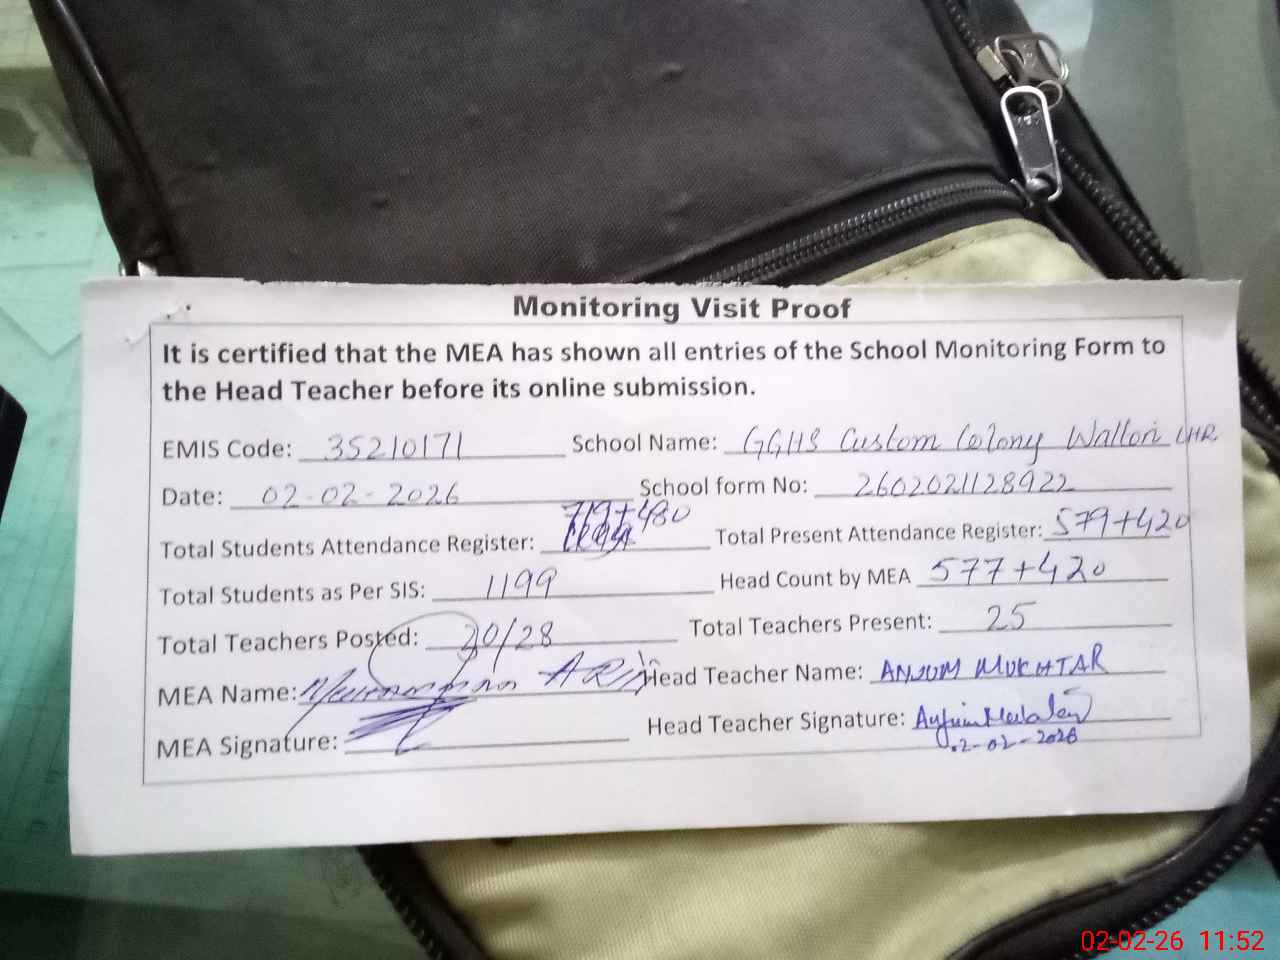 Monitoring Visit Proof
It is certified that the MEA has shown all entries of the School Monitoring Form to
the Head Teacher before its online submission.
EMIS Code: 35210171 School Name: GGHS Custom Colony Walton LHR
Date: 02-02-2026 School form No: 2602021128922
Total Students Attendance Register: 719+480 Total Present Attendance Register: 579+420
Total Students as Per SIS: 1199 Head Count by MEA 577+420
Total Teachers Posted: 30/28 Total Teachers Present: 25
MEA Name: Head Teacher Name: ANJUM MUKHTAR
MEA Signature: Head Teacher Signature:
02-02-2026
02-02-26 11:52